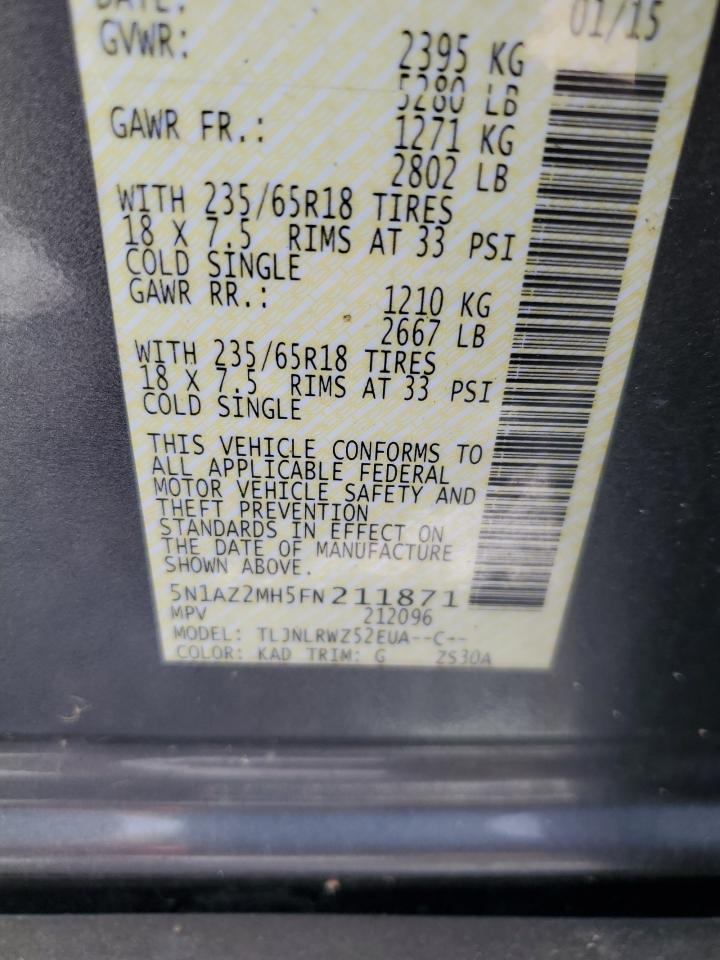 DATE: 01/15
GVWR: 2395 KG
5280 LB
GAWR FR.: 1271 KG
2802 LB
WITH 235/65R18 TIRES
18 X 7.5 RIMS AT 33 PSI
COLD SINGLE
GAWR RR.: 1210 KG
2667 LB
WITH 235/65R18 TIRES
18 X 7.5 RIMS AT 33 PSI
COLD SINGLE
THIS VEHICLE CONFORMS TO
ALL APPLICABLE FEDERAL
MOTOR VEHICLE SAFETY AND
THEFT PREVENTION
STANDARDS IN EFFECT ON
THE DATE OF MANUFACTURE
SHOWN ABOVE.
5N1AZ2MH5FN211871
MPV 212096
MODEL: TLJNLRWZ52EUA--C--
COLOR: KAD TRIM: G ZS30A